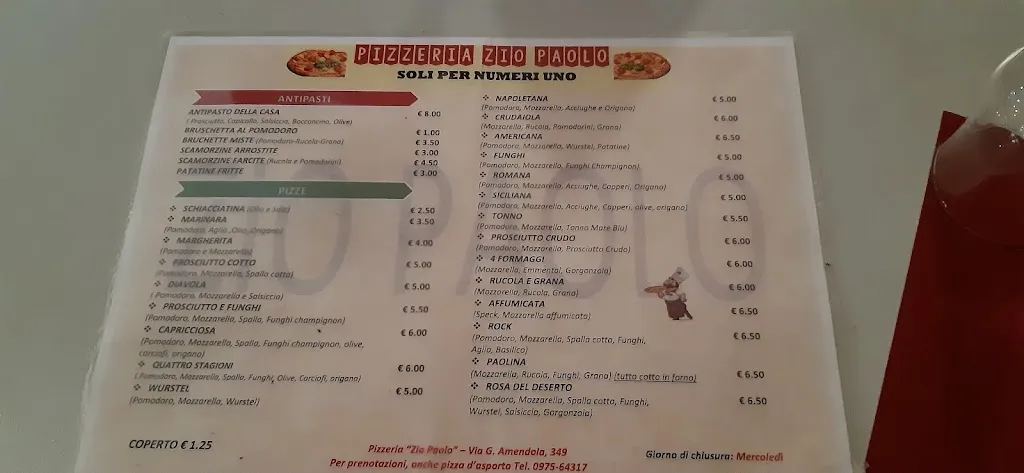 PIZZERIA ZIO PAOLO
SOLI PER NUMERI UNO
ANTIPASTI
ANTIPASTO DELLA CASA € 8.00
( Prosciutto, Capicollo, Salsiccia, Bocconcino, Olive)
BRUSCHETTA AL POMODORO € 1.00
BRUCHETTE MISTE (Pomodoro-Rucola-Grana) € 3.50
SCAMORZINE ARROSTITE € 3.00
SCAMORZINE FARCITE (Rucola e Pomodorini) € 4.50
PATATINE FRITTE € 3.00
PIZZE
❖ SCHIACCIATINA (Olio e Sale) € 2.50
❖ MARINARA € 3.50
(Pomodoro, Aglio, Olio, Origano)
❖ MARGHERITA € 4.00
(Pomodoro e Mozzarella)
❖ PROSCIUTTO COTTO € 5.00
(Pomodoro, Mozzarella, Spalla cotta)
❖ DIAVOLA € 5.00
( Pomodoro, Mozzarella e Salsiccia)
❖ PROSCIUTTO E FUNGHI € 5.50
(Pomodoro, Mozzarella, Spalla, Funghi champignon)
❖ CAPRICCIOSA € 6.00
(Pomodoro, Mozzarella, Spalla, Funghi champignon, olive,
carciofi, origano)
❖ QUATTRO STAGIONI € 6.00
( Pomodoro, Mozzarella, Spalla, Funghi, Olive, Carciofi, origano)
❖ WURSTEL € 5.00
(Pomodoro, Mozzarella, Wurstel)
❖ NAPOLETANA € 5.00
(Pomodoro, Mozzarella, Acciughe e Origano)
❖ CRUDAIOLA € 6.00
(Mozzarella, Rucola, Pomodorini, Grana)
❖ AMERICANA € 6.50
(Pomodoro, Mozzarella, Wurstel, Patatine)
❖ FUNGHI € 5.00
(Pomodoro, Mozzarella, Funghi Champignon)
❖ ROMANA € 5.00
(Pomodoro, Mozzarella, Acciughe, Capperi, Origano)
❖ SICILIANA € 5.00
(Pomodoro, Mozzarella, Acciughe, Capperi, olive, origano)
❖ TONNO € 5.50
(Pomodoro, Mozzarella, Tonno Mare Blu)
❖ PROSCIUTTO CRUDO € 6.00
(Pomodoro, Mozzarella, Prosciutto Crudo)
❖ 4 FORMAGGI € 6.00
(Mozzarella, Emmental, Gorgonzola)
❖ RUCOLA E GRANA € 6.00
(Mozzarella, Rucola, Grana)
❖ AFFUMICATA € 6.50
(Speck, Mozzarella affumicata)
❖ ROCK € 6.50
(Pomodoro, Mozzarella, Spalla cotta, Funghi,
Aglio, Basilico)
❖ PAOLINA
(Mozzarella, Rucola, Funghi, Grana) (tutto cotto in forno) € 6.50
❖ ROSA DEL DESERTO € 6.50
(Pomodoro, Mozzarella, Spalla cotta, Funghi,
Wurstel, Salsiccia, Gorgonzola)
ZIO PAOLO
COPERTO € 1.25
Pizzeria "Zio Paolo" – Via G. Amendola, 349
Per prenotazioni, anche pizza d'asporto Tel. 0975-64317
Giorno di chiusura: Mercoledì